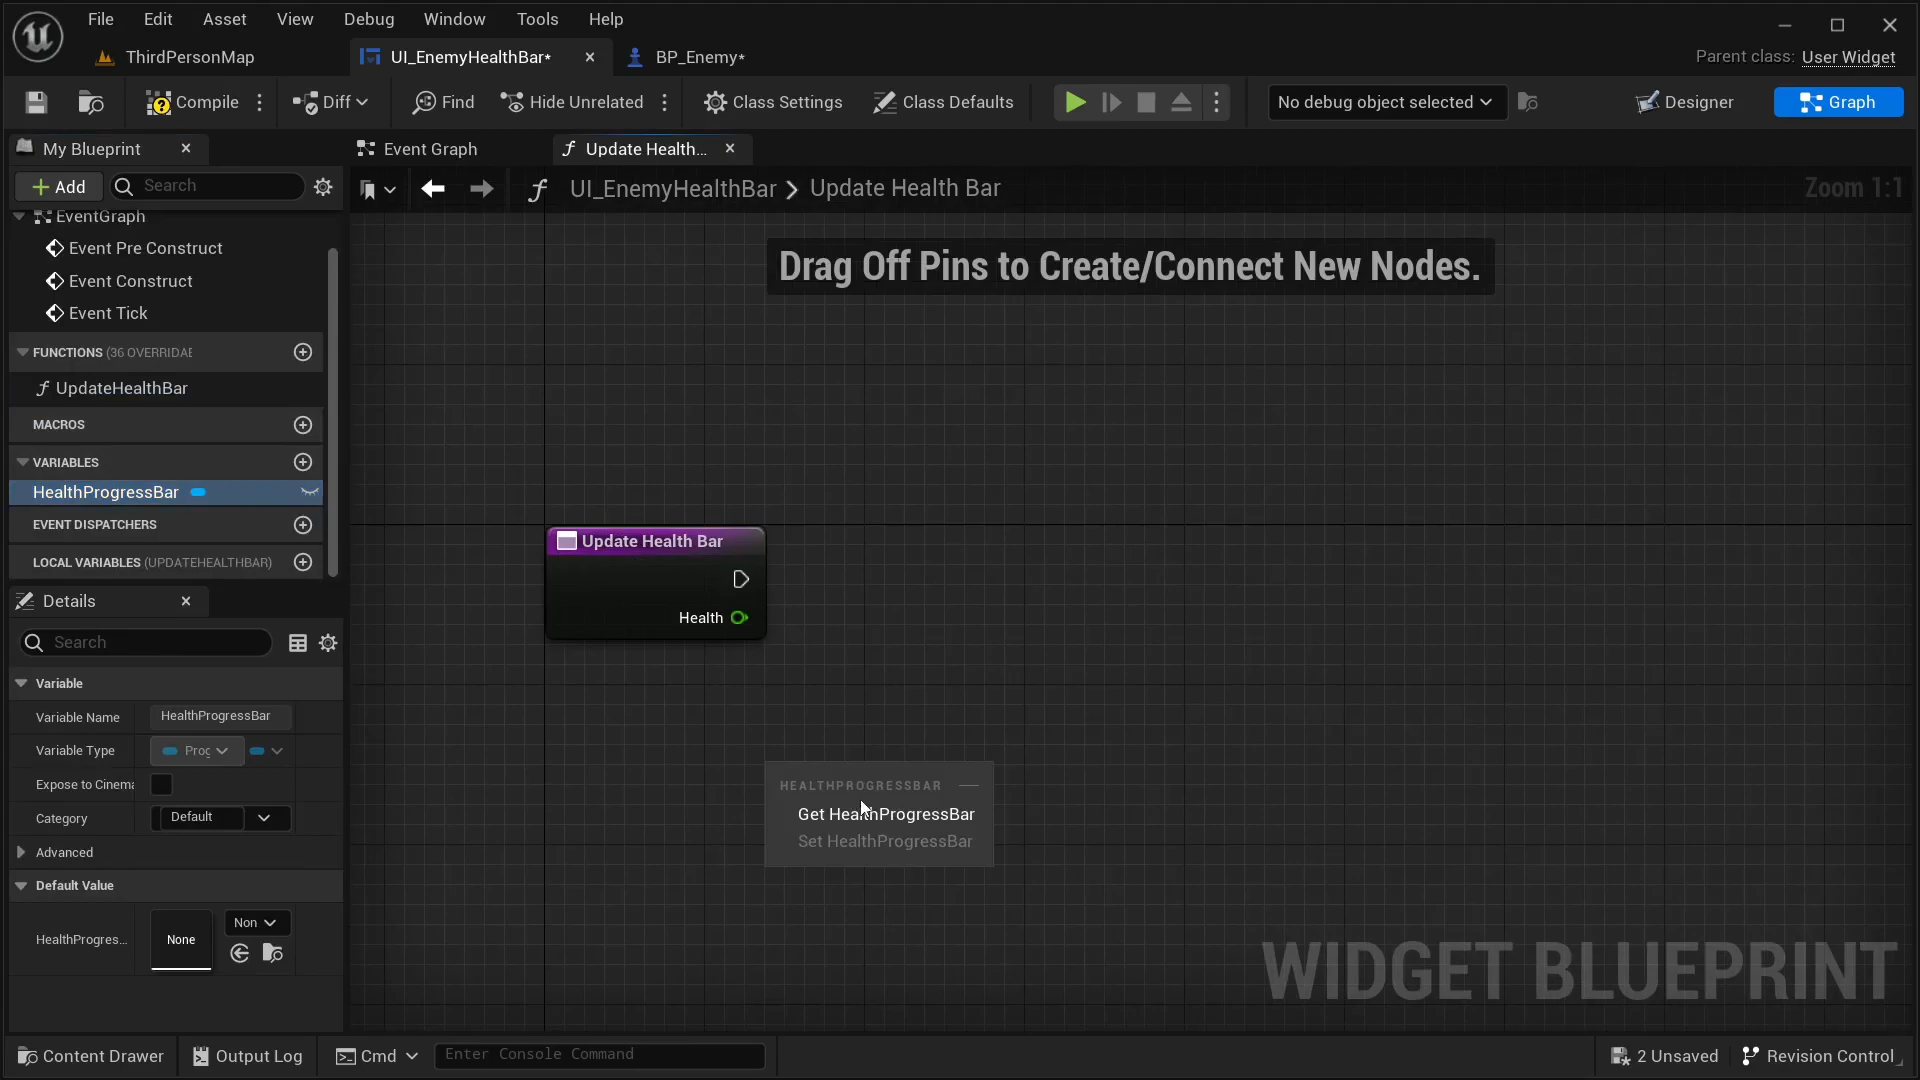 File Edit Asset View Debug Window Tools Help
ThirdPersonMap
UI_EnemyHealthBar*
BP_Enemy*
Parent class: User Widget
Compile
Diff
Find
Hide Unrelated
Class Settings
Class Defaults
No debug object selected
Designer
Graph
My Blueprint
Event Graph
Update Health...
Add
Search
UI_EnemyHealthBar
Update Health Bar
Zoom 1:1
EventGraph
Event Pre Construct
Event Construct
Event Tick
Drag Off Pins to Create/Connect New Nodes.
FUNCTIONS (36 OVERRIDAE
UpdateHealthBar
MACROS
VARIABLES
HealthProgressBar
EVENT DISPATCHERS
LOCAL VARIABLES (UPDATEHEALTHBAR)
Update Health Bar
Health
Details
Search
Variable
Variable Name
HealthProgressBar
Variable Type
Proc
Expose to Cinema
Category
Default
Advanced
Default Value
HealthProgres...
None
Non
HEALTHPROGRESSBAR
Get HealthProgressBar
Set HealthProgressBar
WIDGET BLUEPRINT
Content Drawer
Output Log
Cmd
Enter Console Command
2 Unsaved
Revision Control